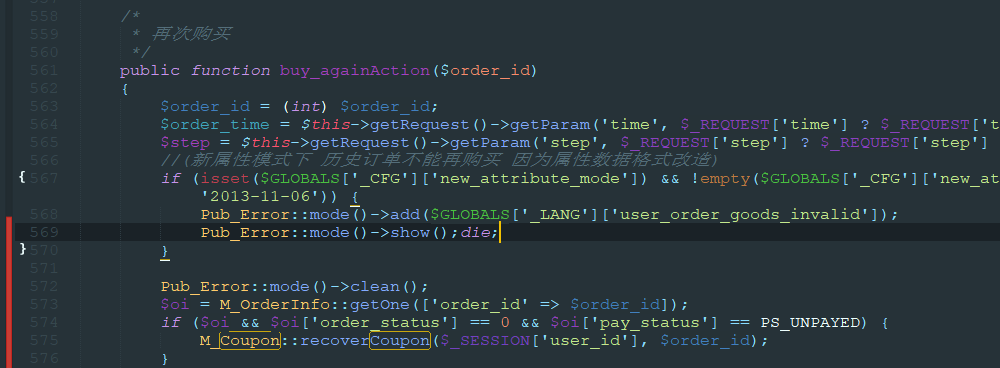 558 /*
559 * 再次购买
560 */
561 public function buy_againAction($order_id)
562 {
563 $order_id = (int) $order_id;
564 $order_time = $this->getRequest()->getParam('time', $_REQUEST['time'] ? $_REQUEST['t
565 $step = $this->getRequest()->getParam('step', $_REQUEST['step'] ? $_REQUEST['step']
566 //(新属性模式下 历史订单不能再购买 因为属性数据格式改造)
{ 567 if (isset($GLOBALS['_CFG']['new_attribute_mode']) && !empty($GLOBALS['_CFG']['new_at
'2013-11-06')) {
568 Pub_Error::mode()->add($GLOBALS['_LANG']['user_order_goods_invalid']);
569 Pub_Error::mode()->show();die;
} 570 }
571
572 Pub_Error::mode()->clean();
573 $oi = M_OrderInfo::getOne(['order_id' => $order_id]);
574 if ($oi && $oi['order_status'] == 0 && $oi['pay_status'] == PS_UNPAYED) {
575 M_Coupon::recoverCoupon($_SESSION['user_id'], $order_id);
576 }